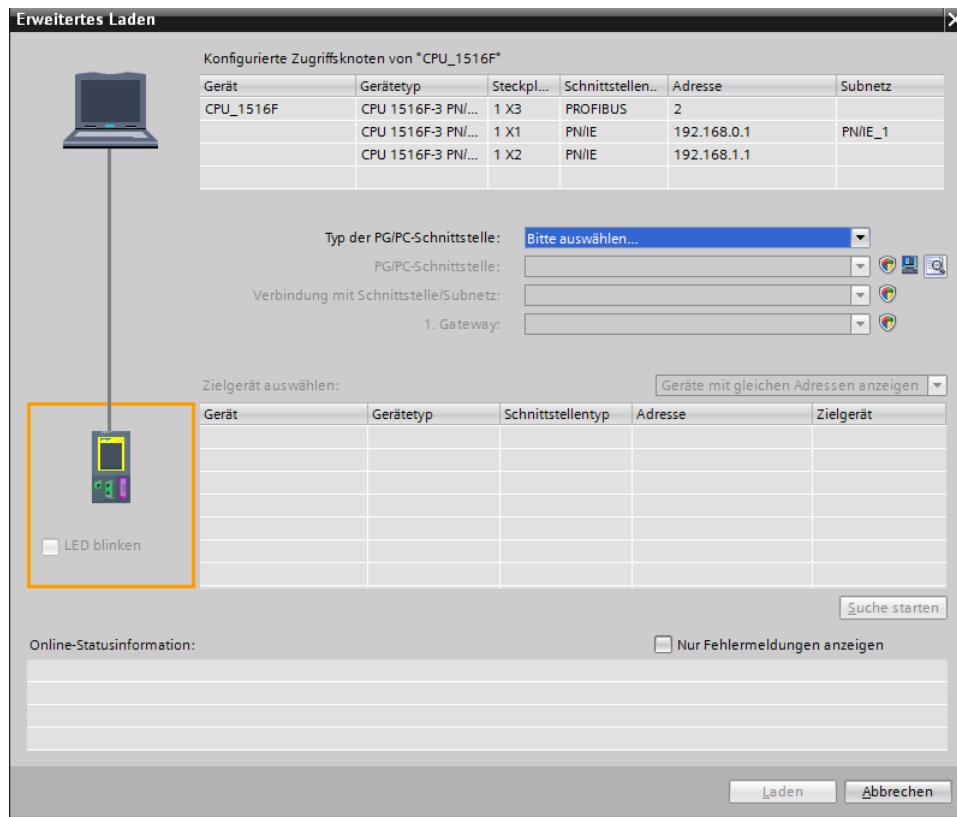 Erweitertes Laden
Konfigurierte Zugriffsknoten von "CPU_1516F"
Gerät Gerätetyp Steckpl... Schnittstellen.. Adresse Subnetz
CPU_1516F CPU 1516F-3 PN/... 1 X3 PROFIBUS 2
CPU 1516F-3 PN/... 1 X1 PN/IE 192.168.0.1 PN/IE_1
CPU 1516F-3 PN/... 1 X2 PN/IE 192.168.1.1
Typ der PG/PC-Schnittstelle: Bitte auswählen...
PG/PC-Schnittstelle:
Verbindung mit Schnittstelle/Subnetz:
1. Gateway:
Zielgerät auswählen: Geräte mit gleichen Adressen anzeigen
Gerät Gerätetyp Schnittstellentyp Adresse Zielgerät
LED blinken
Suche starten
Online-Statusinformation: Nur Fehlermeldungen anzeigen
Laden Abbrechen